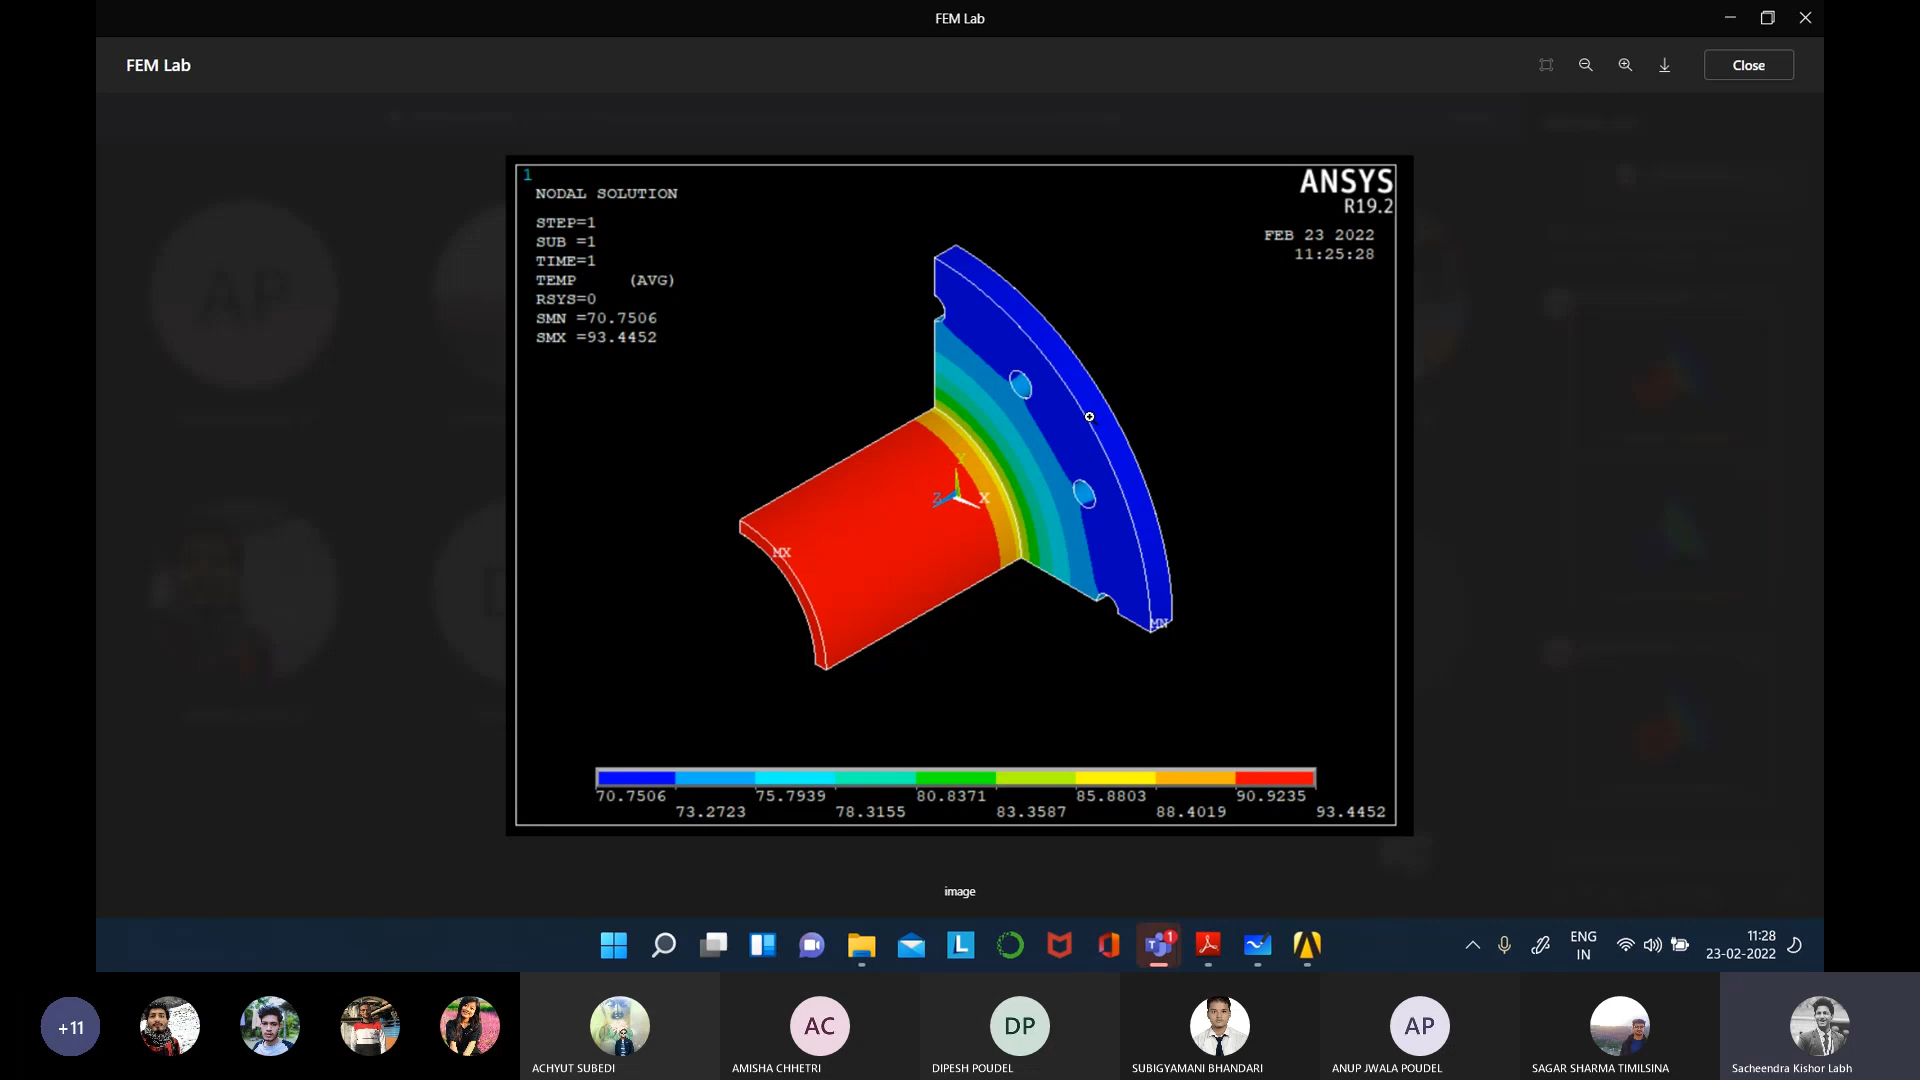 FEM Lab
FEM Lab
Close
1
NODAL SOLUTION
STEP=1
SUB =1
TIME=1
TEMP (AVG)
RSYS=0
SMN =70.7506
SMX =93.4452
ANSYS
R19.2
FEB 23 2022
11:25:28
Y
Z X
MX
MN
70.7506 75.7939 80.8371 85.8803 90.9235
73.2723 78.3155 83.3587 88.4019 93.4452
image
L
1
ENG
IN
11:28
23-02-2022
+11
AC
DP
AP
ACHYUT SUBEDI
AMISHA CHHETRI
DIPESH POUDEL
SUBIGYAMANI BHANDARI
ANUP JWALA POUDEL
SAGAR SHARMA TIMILSINA
Sacheendra Kishor Labh